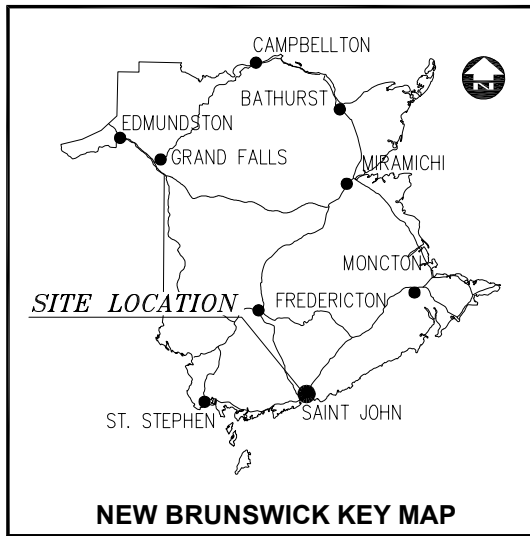 CAMPBELLTON
N
BATHURST
EDMUNDSTON
GRAND FALLS
MIRAMICHI
MONCTON
SITE LOCATION
FREDERICTON
SAINT JOHN
ST. STEPHEN
NEW BRUNSWICK KEY MAP